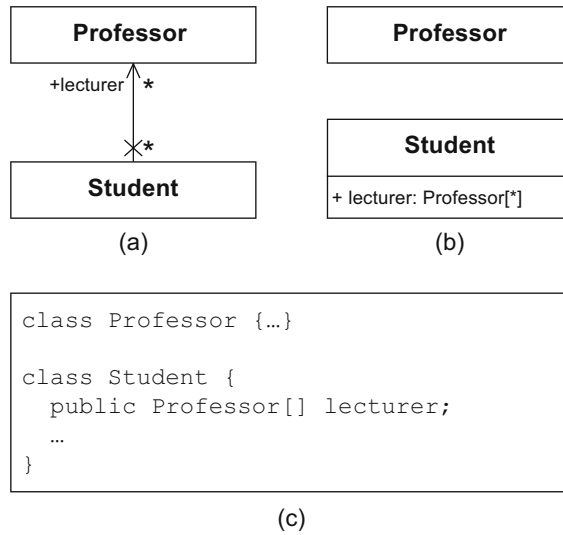 Professor
+lecturer *
*
Student
(a)
Professor
Student
+ lecturer: Professor[*]
(b)
class Professor {…}
class Student {
public Professor[] lecturer;
…
}
(c)